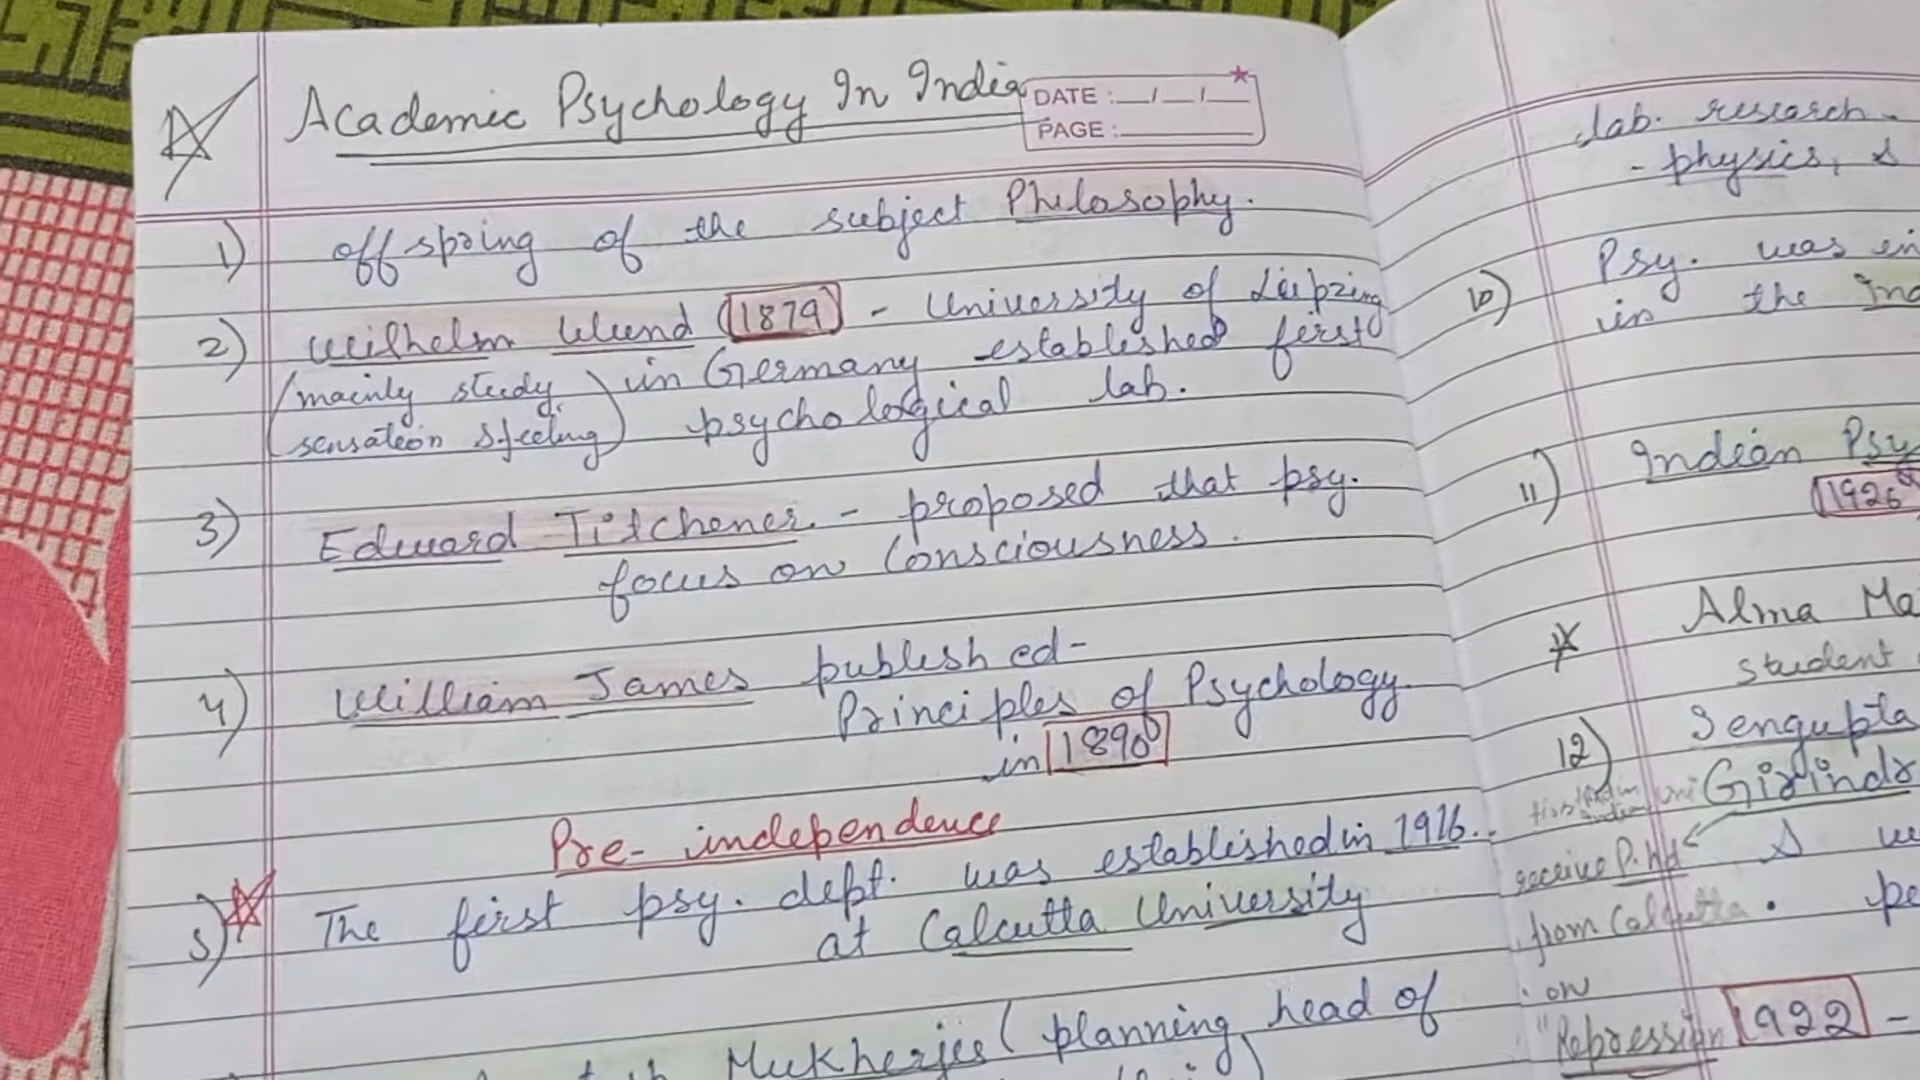 Academic Psychology In India
DATE : __/__/__
PAGE :
1) offspring of the subject Philosophy.
2) Wilhelm Wund (1879) - University of Leipzing
(mainly study sensation & feeling) in Germany established first
psychological lab.
3) Edward Titchener. - proposed that psy.
focus on Consciousness.
4) William James published-
Principles of Psychology.
in 1890
Pre-independence
5) The first psy. dept. was established in 1916.
at Calcutta University
Mukherjee (planning head of
lab. research -
- physics, &
10) Psy. was
in the
11) Indian Psy
1926
Alma
student
12) Sengupta
receive P.hd
from Calcutta.
on
"Repression 1922 -